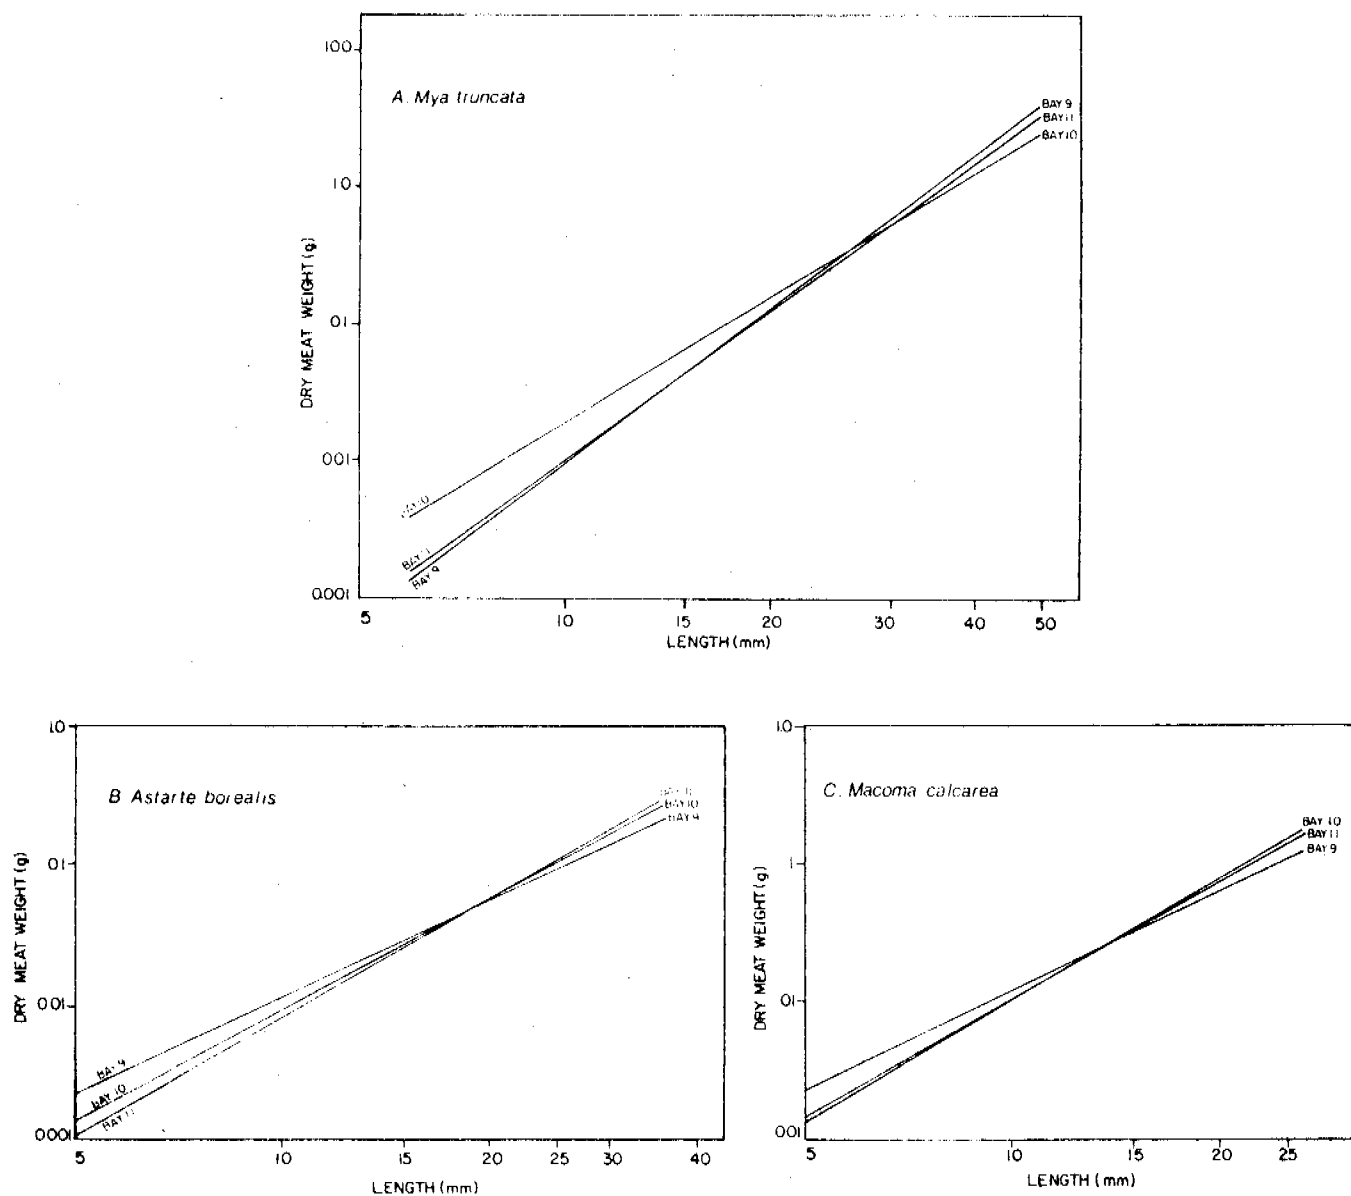 100
A. Mya truncata
BAY 9
BAY 11
BAY 10
10
DRY MEAT WEIGHT (g)
01
001
BAY 11
BAY 9
0.001
5 10 15 20 30 40 50
LENGTH (mm)
1.0
B Astarte borealis
BAY 10
BAY 9
01
DRY MEAT WEIGHT (g)
001
BAY 9
BAY 10
BAY 11
0001
5 10 15 20 25 30 40
LENGTH (mm)
1.0
C. Macoma calcarea
BAY 10
BAY 11
BAY 9
1
DRY MEAT WEIGHT (g)
01
001
5 10 15 20 25
LENGTH (mm)